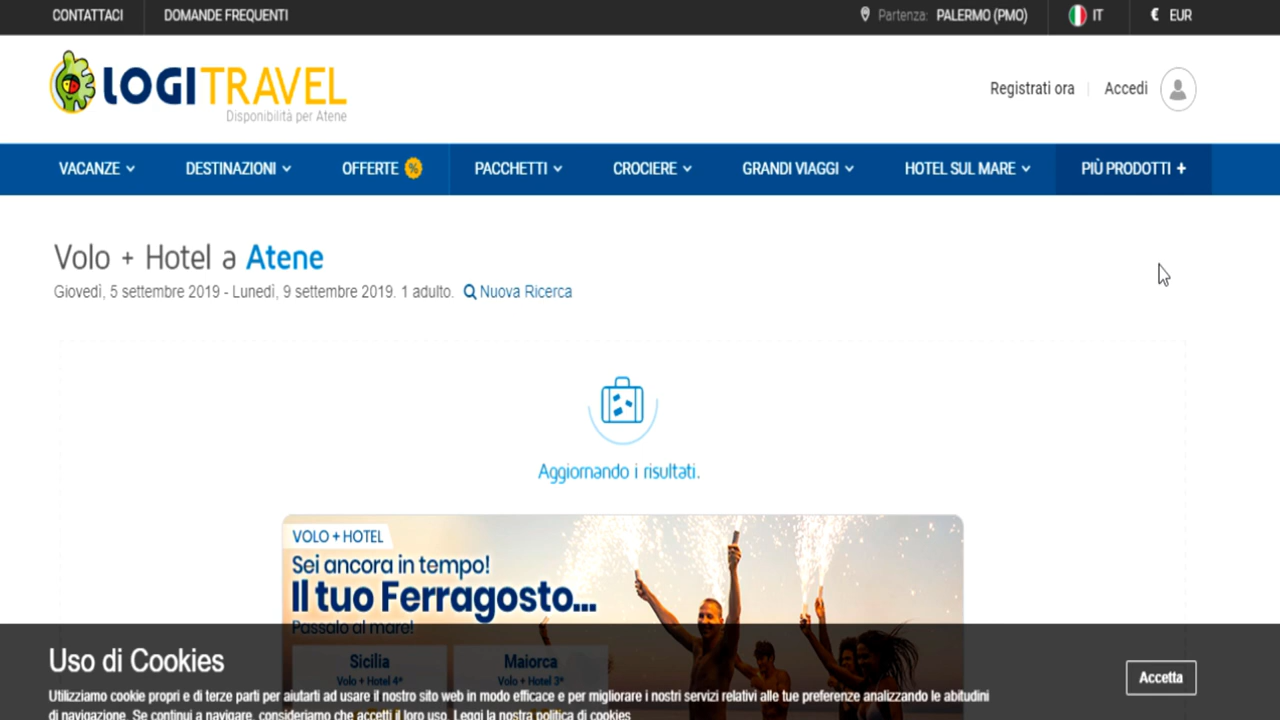 CONTATTACI
DOMANDE FREQUENTI
Partenza: PALERMO (PMO)
IT
€ EUR
LOGITRAVEL
Disponibilità per Atene
Registrati ora
Accedi
VACANZE
DESTINAZIONI
OFFERTE %
PACCHETTI
CROCIERE
GRANDI VIAGGI
HOTEL SUL MARE
PIÙ PRODOTTI +
Volo + Hotel a Atene
Giovedì, 5 settembre 2019 - Lunedì, 9 settembre 2019. 1 adulto. Nuova Ricerca
Aggiornando i risultati.
VOLO + HOTEL
Sei ancora in tempo!
Il tuo Ferragosto...
Passalo al mare!
Sicilia
Volo + Hotel 4*
Maiorca
Volo + Hotel 3*
Uso di Cookies
Utilizziamo cookie propri e di terze parti per aiutarti ad usare il nostro sito web in modo efficace e per migliorare i nostri servizi relativi alle tue preferenze analizzando le abitudini
di navigazione. Se continui a navigare, consideriamo che accetti il loro uso. Leggi la nostra politica di cookies
Accetta